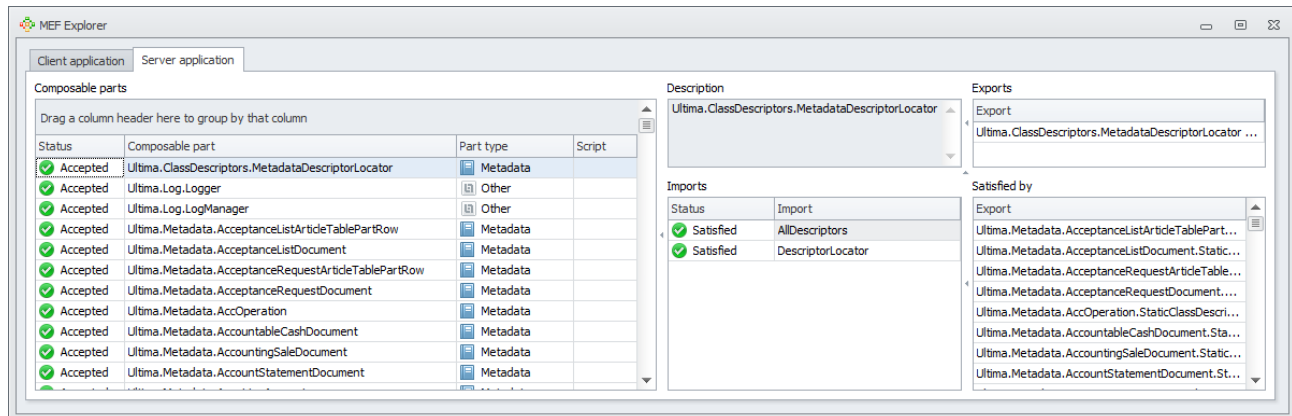 MEF Explorer
Client application Server application
Composable parts
Drag a column header here to group by that column
Status Composable part Part type Script
Accepted Ultima.ClassDescriptors.MetadataDescriptorLocator Metadata
Accepted Ultima.Log.Logger Other
Accepted Ultima.Log.LogManager Other
Accepted Ultima.Metadata.AcceptanceListArticleTablePartRow Metadata
Accepted Ultima.Metadata.AcceptanceListDocument Metadata
Accepted Ultima.Metadata.AcceptanceRequestArticleTablePartRow Metadata
Accepted Ultima.Metadata.AcceptanceRequestDocument Metadata
Accepted Ultima.Metadata.AccOperation Metadata
Accepted Ultima.Metadata.AccountableCashDocument Metadata
Accepted Ultima.Metadata.AccountingSaleDocument Metadata
Accepted Ultima.Metadata.AccountStatementDocument Metadata
Description
Ultima.ClassDescriptors.MetadataDescriptorLocator
Exports
Export
Ultima.ClassDescriptors.MetadataDescriptorLocator ...
Imports
Status Import
Satisfied AllDescriptors
Satisfied DescriptorLocator
Satisfied by
Export
Ultima.Metadata.AcceptanceListArticleTablePart...
Ultima.Metadata.AcceptanceListDocument.Static...
Ultima.Metadata.AcceptanceRequestArticleTable...
Ultima.Metadata.AcceptanceRequestDocument....
Ultima.Metadata.AccOperation.StaticClassDescri...
Ultima.Metadata.AccountableCashDocument.Sta...
Ultima.Metadata.AccountingSaleDocument.Static...
Ultima.Metadata.AccountStatementDocument.St...